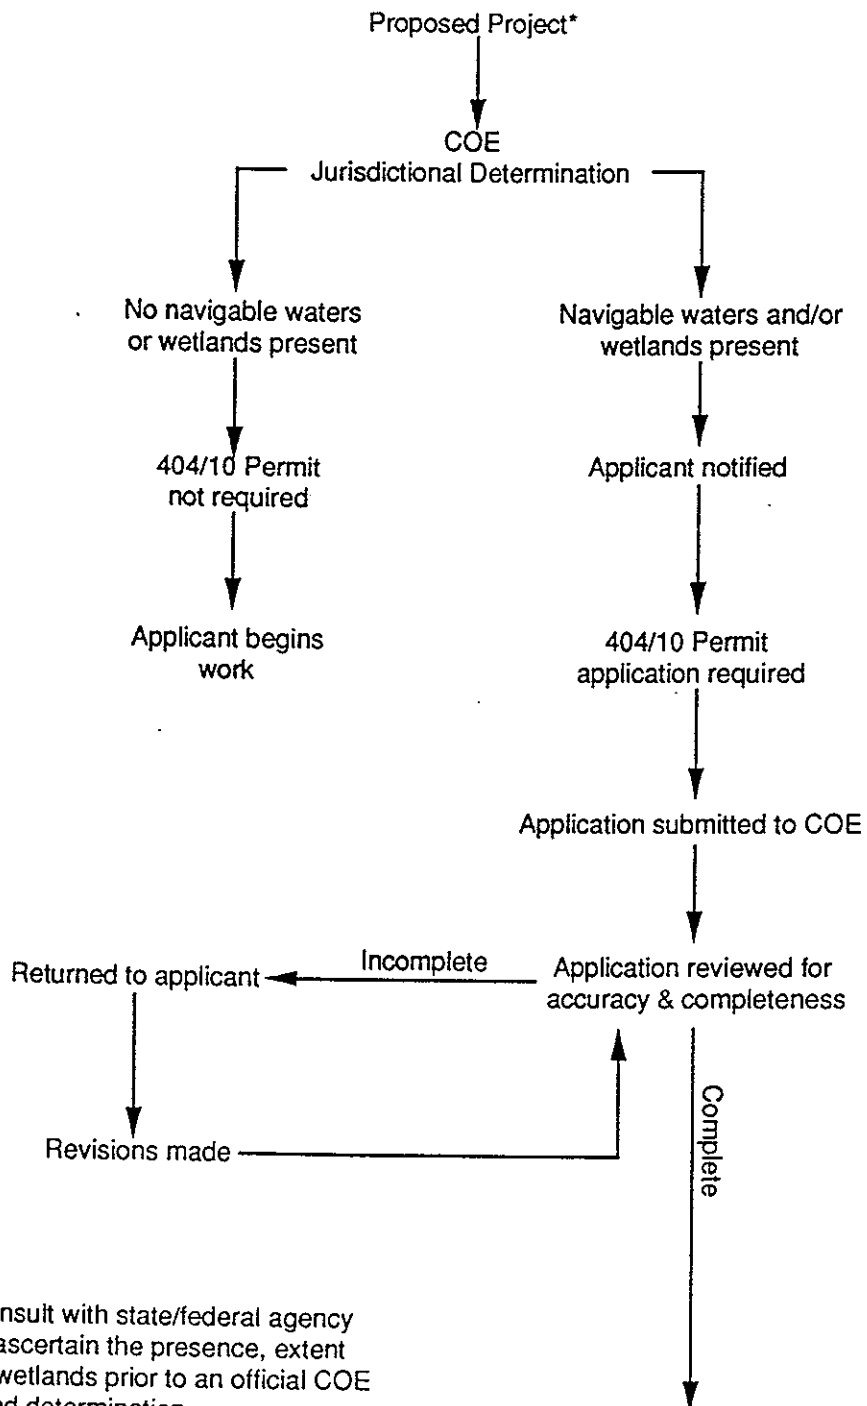 Proposed Project*
COE
Jurisdictional Determination
No navigable waters
or wetlands present
Navigable waters and/or
wetlands present
404/10 Permit
not required
Applicant notified
Applicant begins
work
404/10 Permit
application required
Application submitted to COE
Returned to applicant
Incomplete
Application reviewed for
accuracy & completeness
Complete
Revisions made
state/federal agency
ascertain the presence, extent
wetlands prior to an official COE
determination